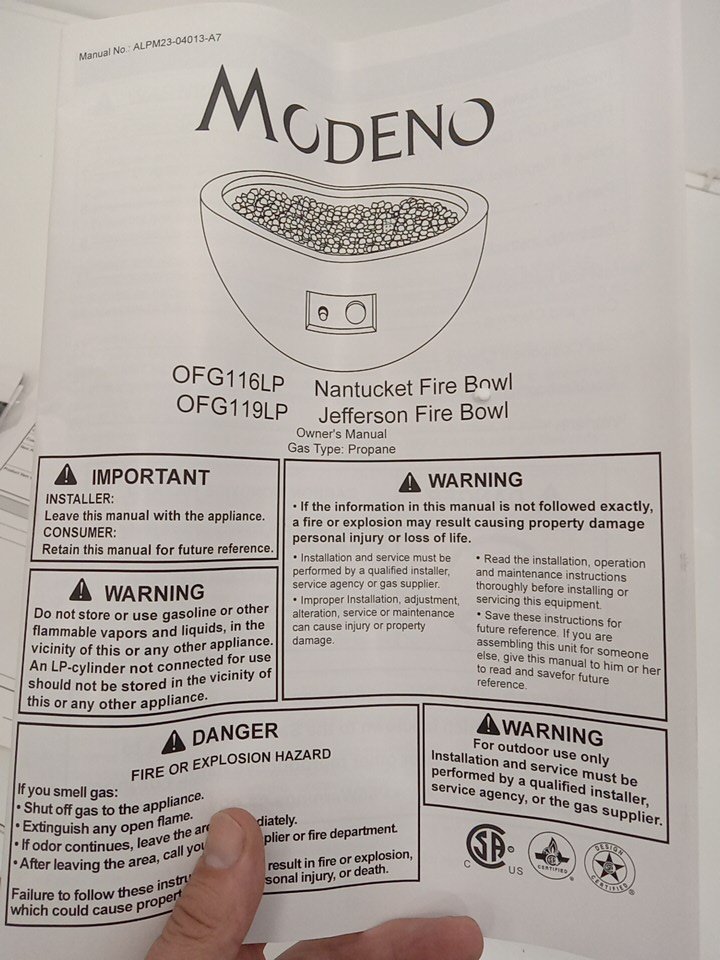 Manual No.: ALPM23-04013-A7
MODENO
OFG116LP Nantucket Fire Bowl
OFG119LP Jefferson Fire Bowl
Owner's Manual
Gas Type: Propane
IMPORTANT
INSTALLER:
Leave this manual with the appliance.
CONSUMER:
Retain this manual for future reference.
WARNING
Do not store or use gasoline or other
flammable vapors and liquids, in the
vicinity of this or any other appliance.
An LP-cylinder not connected for use
should not be stored in the vicinity of
this or any other appliance.
WARNING
• If the information in this manual is not followed exactly,
a fire or explosion may result causing property damage
personal injury or loss of life.
• Installation and service must be
performed by a qualified installer,
service agency or gas supplier.
• Improper Installation, adjustment,
alteration, service or maintenance
can cause injury or property
damage.
• Read the installation, operation
and maintenance instructions
thoroughly before installing or
servicing this equipment.
• Save these instructions for
future reference. If you are
assembling this unit for someone
else, give this manual to him or her
to read and savefor future
reference.
DANGER
FIRE OR EXPLOSION HAZARD
If you smell gas:
• Shut off gas to the appliance.
• Extinguish any open flame.
• If odor continues, leave the are diately.
• After leaving the area, call you plier or fire department.
Failure to follow these instru result in fire or explosion,
which could cause propert sonal injury, or death.
WARNING
For outdoor use only
Installation and service must be
performed by a qualified installer,
service agency, or the gas supplier.
CSA®
C US
CERTIFIED ®
DESIGN
CERTIFIED ®